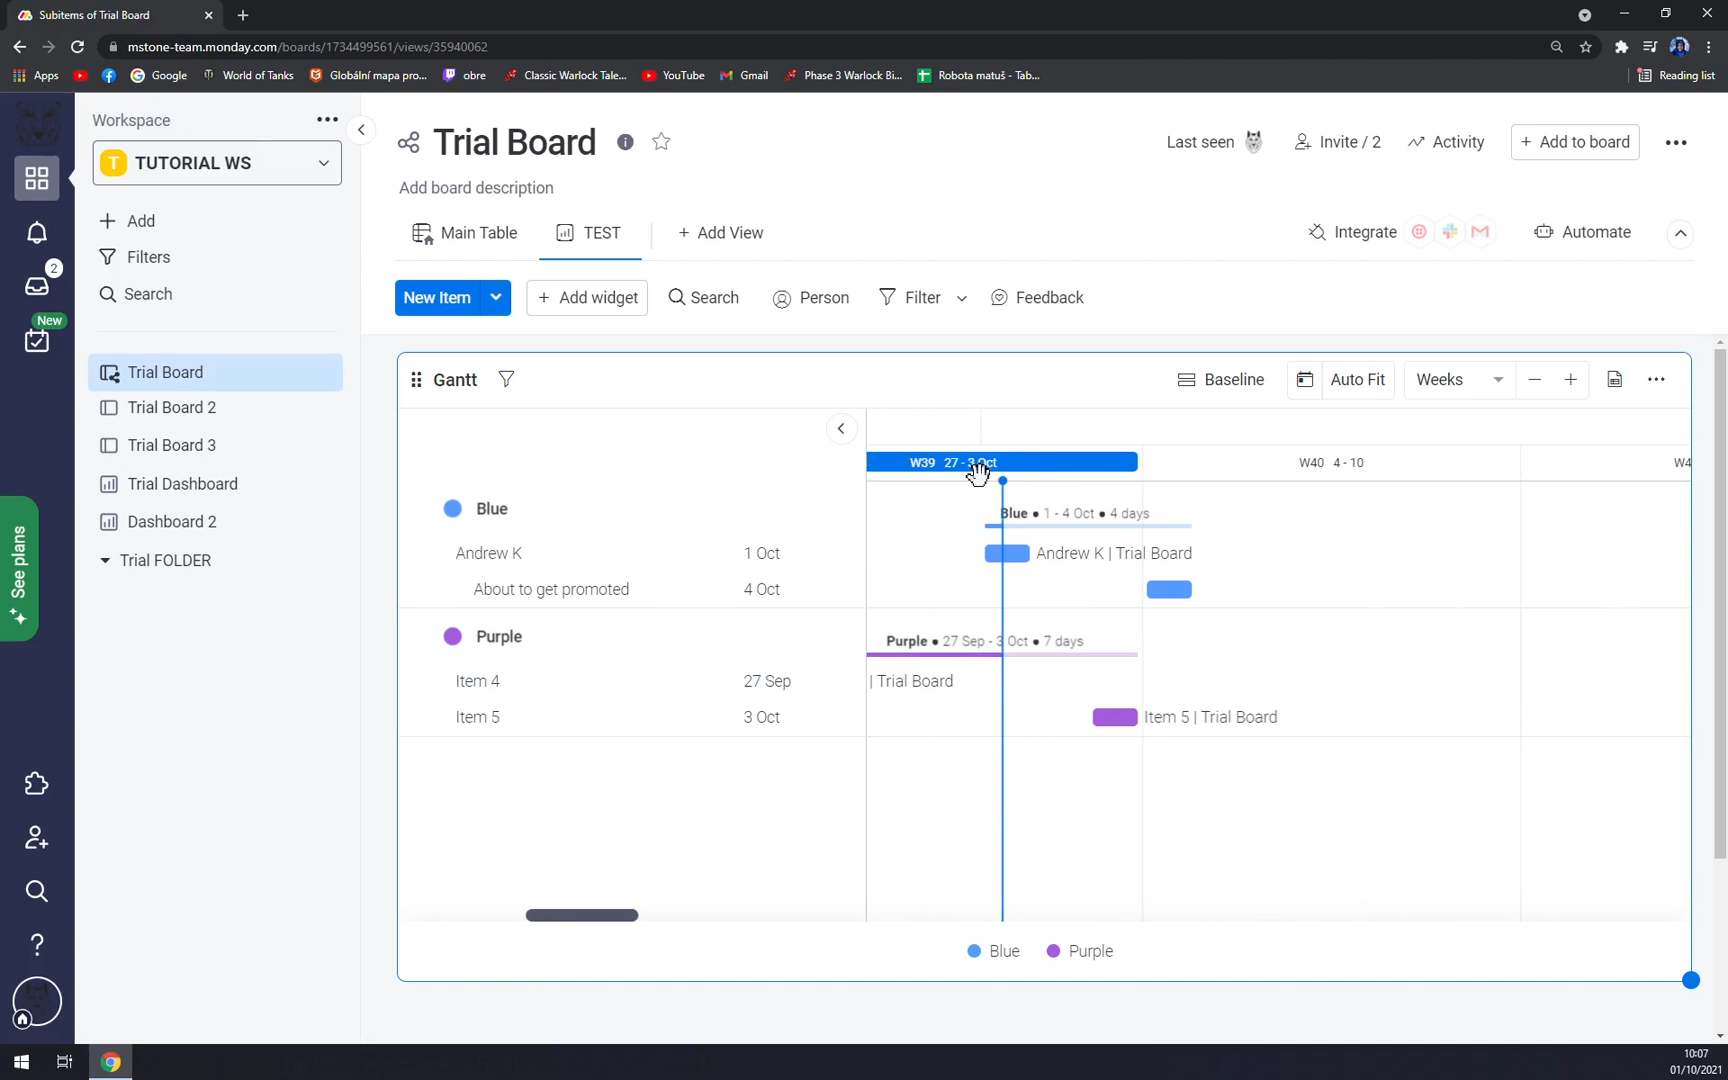 Subitems of Trial Board
mstone-team.monday.com/boards/1734499561/views/35940062
Apps
Google
World of Tanks
Globální mapa pro...
obre
Classic Warlock Tale...
YouTube
Gmail
Phase 3 Warlock Bi...
Robota matuš - Tab...
Reading list
Workspace
T TUTORIAL WS
Add
Filters
Search
2
New
Trial Board
Trial Board 2
Trial Board 3
Trial Dashboard
Dashboard 2
Trial FOLDER
See plans
Trial Board
Last seen
Invite / 2
Activity
+ Add to board
Add board description
Main Table
TEST
+ Add View
Integrate
Automate
New Item
+ Add widget
Search
Person
Filter
Feedback
Gantt
Baseline
Auto Fit
Weeks
W39 27 - 3 Oct
W40 4 - 10
W4
Blue
Blue • 1 - 4 Oct • 4 days
Andrew K
1 Oct
Andrew K | Trial Board
About to get promoted
4 Oct
Purple
Purple • 27 Sep - 3 Oct • 7 days
Item 4
27 Sep
| Trial Board
Item 5
3 Oct
Item 5 | Trial Board
Blue
Purple
10:07
01/10/2021